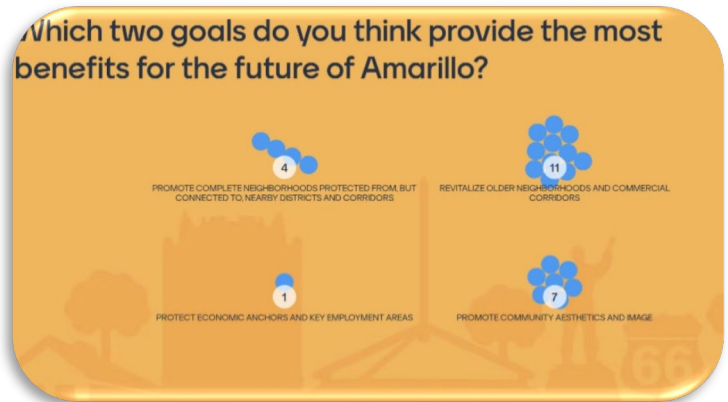 Which two goals do you think provide the most
benefits for the future of Amarillo?
4
PROMOTE COMPLETE NEIGHBORHOODS PROTECTED FROM, BUT
CONNECTED TO, NEARBY DISTRICTS AND CORRIDORS
11
REVITALIZE OLDER NEIGHBORHOODS AND COMMERCIAL
CORRIDORS
1
PROTECT ECONOMIC ANCHORS AND KEY EMPLOYMENT AREAS
7
PROMOTE COMMUNITY AESTHETICS AND IMAGE
66